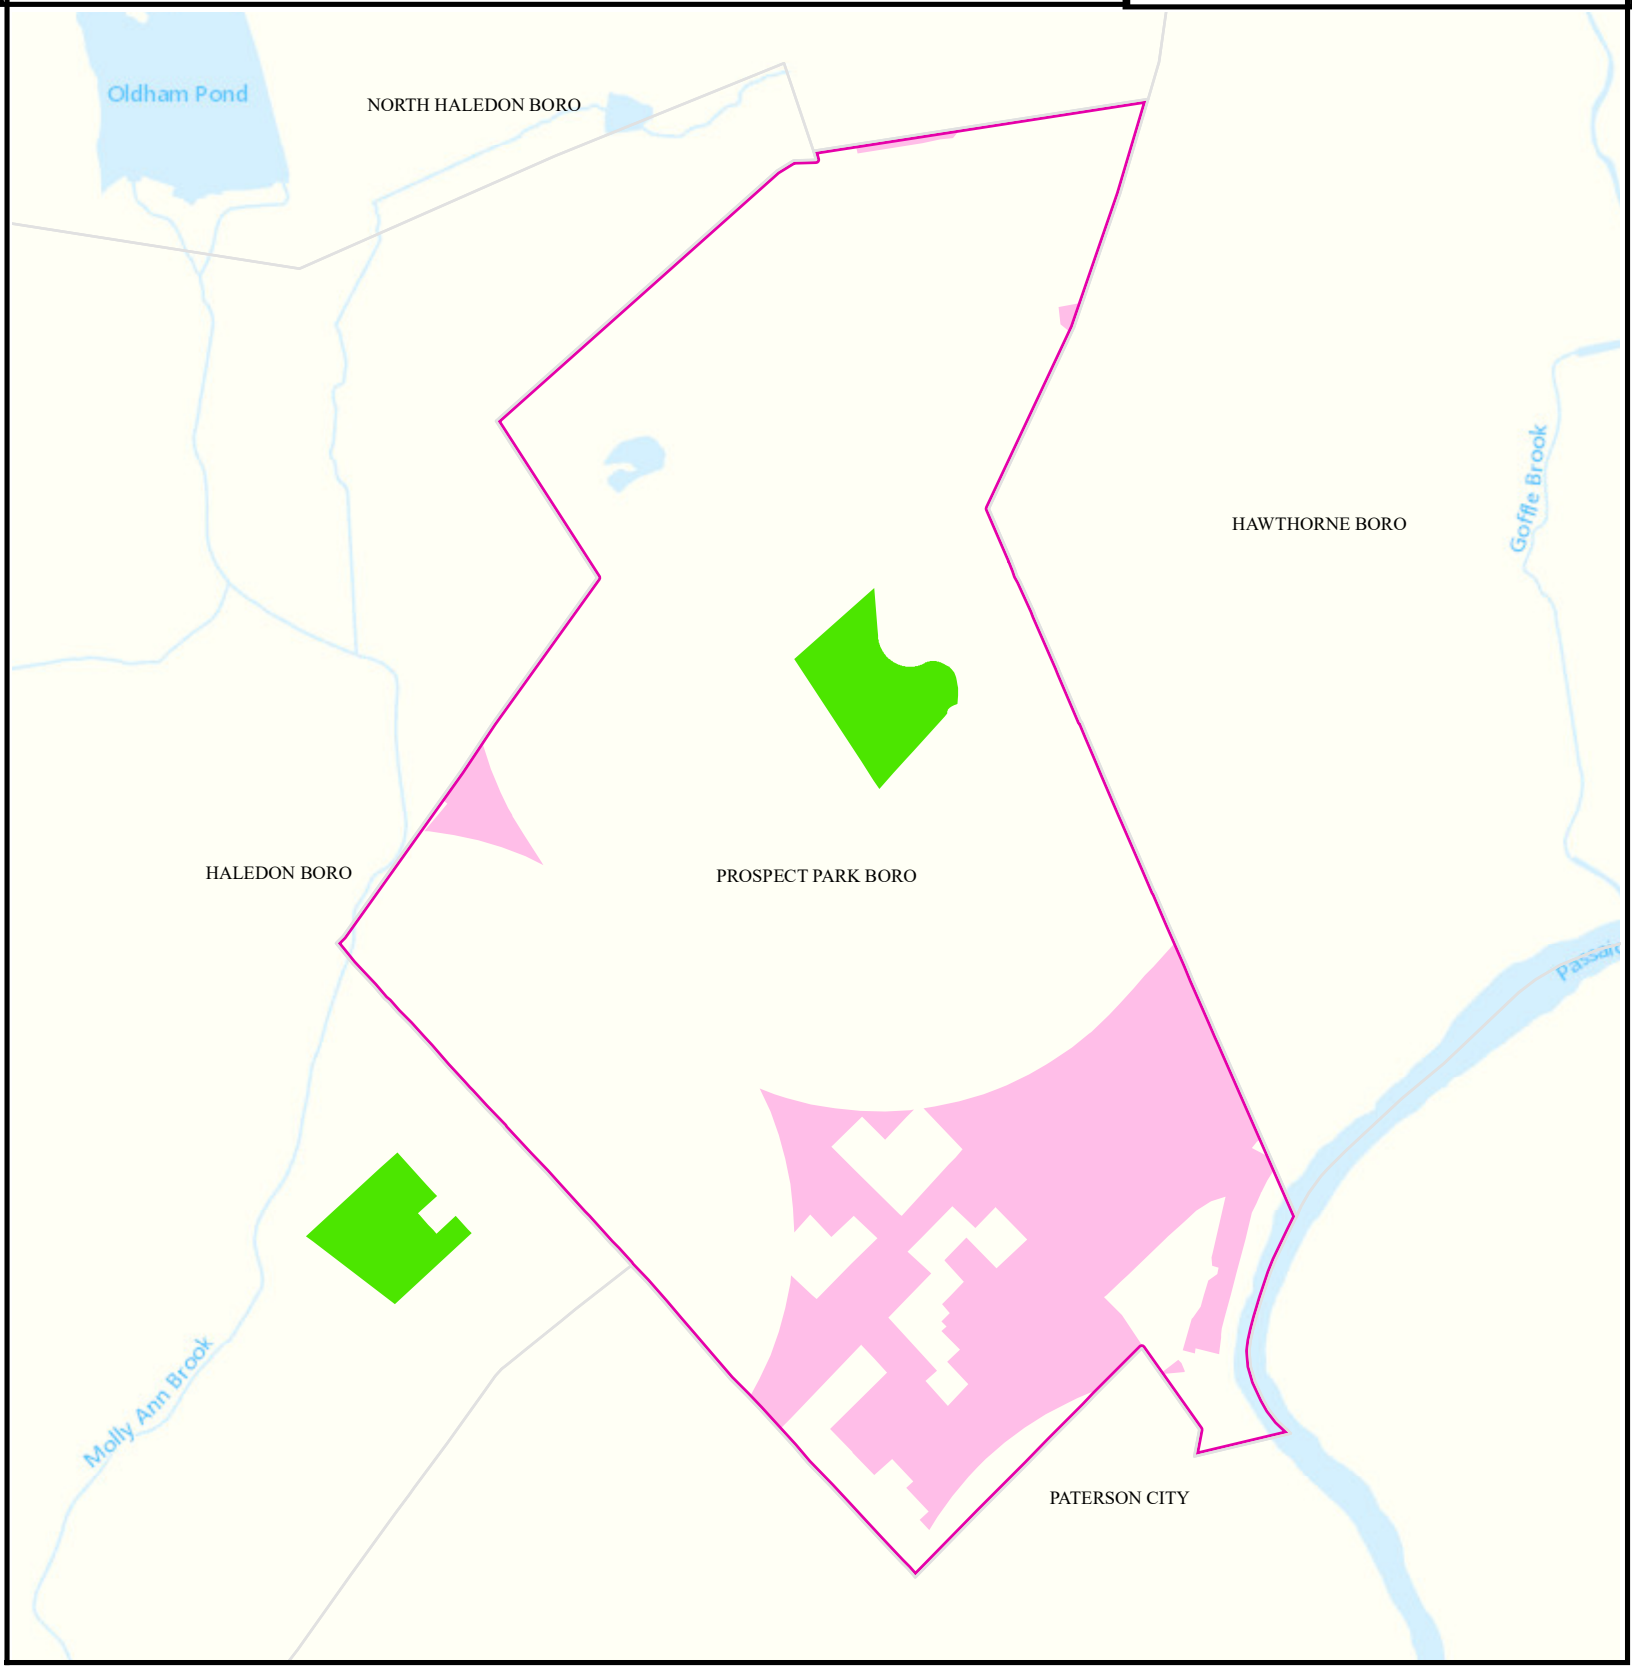 Oldham Pond
NORTH HALEDON BORO
Goffle Brook
HAWTHORNE BORO
HALEDON BORO
PROSPECT PARK BORO
Passaic
Molly Ann Brook
PATERSON CITY